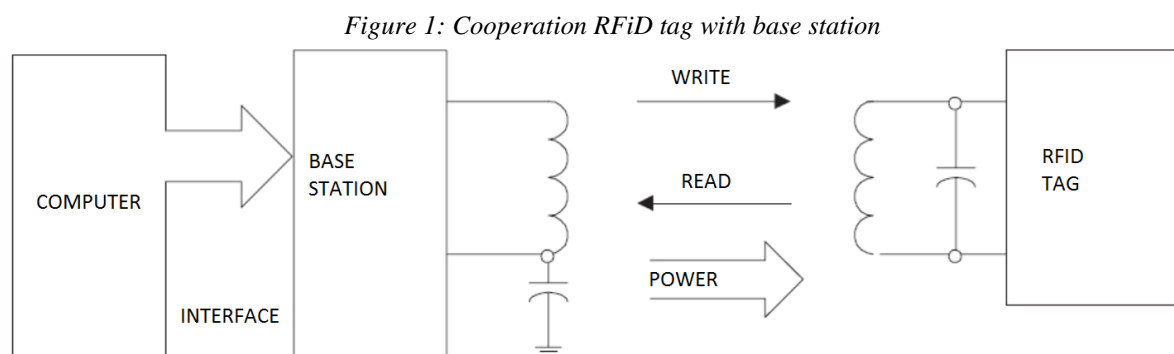 Figure 1: Cooperation RFiD tag with base station
COMPUTER
INTERFACE
BASE
STATION
WRITE
READ
POWER
RFID
TAG